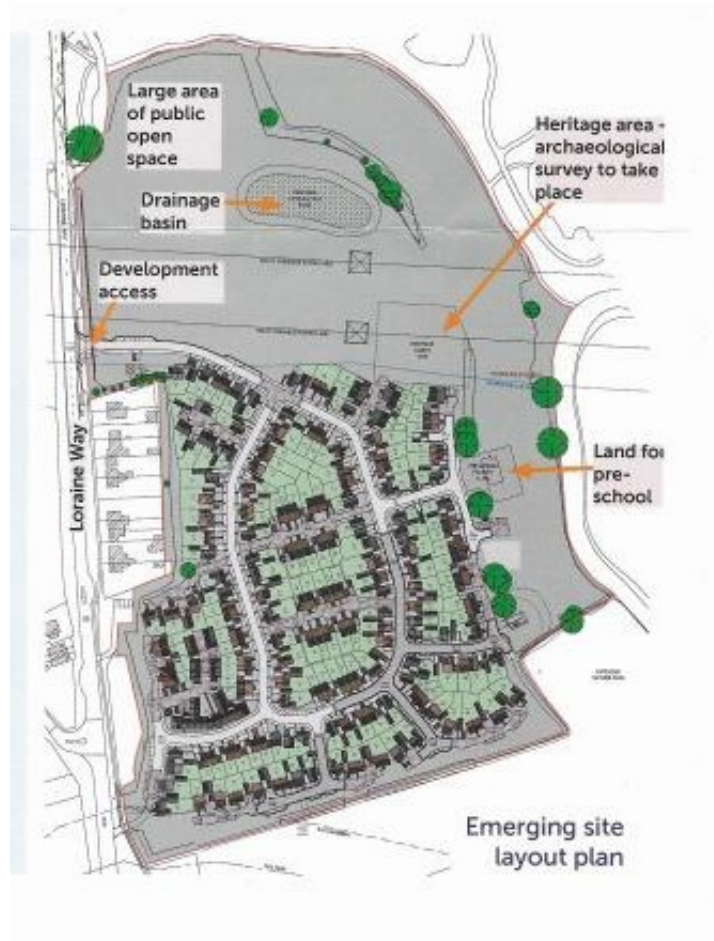 Large area
of public
open
space
Heritage area -
archaeological
survey to take
place
Drainage
basin
Development
access
Loraine Way
Land for
pre-
school
Emerging site
layout plan